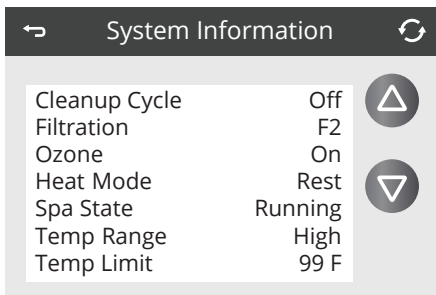 System Information
Cleanup Cycle Off
Filtration F2
Ozone On
Heat Mode Rest
Spa State Running
Temp Range High
Temp Limit 99 F